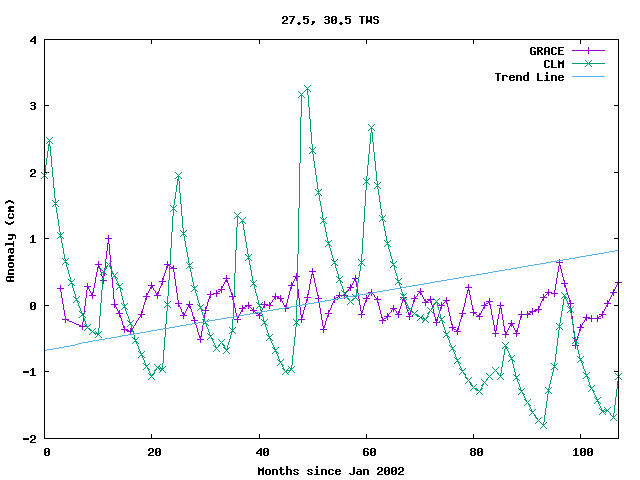 27.5, 30.5 TWS
GRACE
CLM
Trend Line
4
3
2
1
0
-1
-2
Anomaly (cm)
0 20 40 60 80 100
Months since Jan 2002